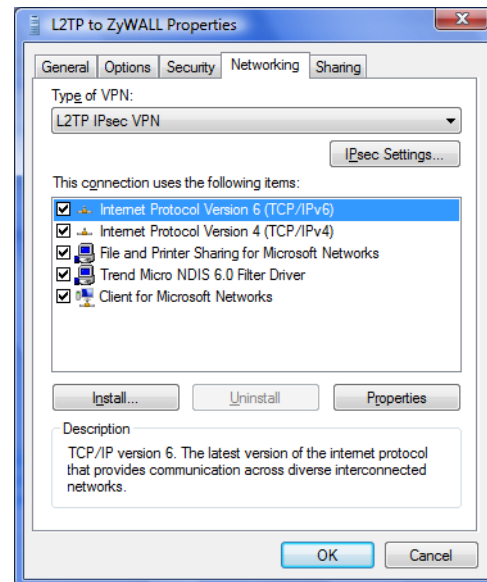 L2TP to ZyWALL Properties
General Options Security Networking Sharing
Type of VPN:
L2TP IPsec VPN
IPsec Settings...
This connection uses the following items:
Internet Protocol Version 6 (TCP/IPv6)
Internet Protocol Version 4 (TCP/IPv4)
File and Printer Sharing for Microsoft Networks
Trend Micro NDIS 6.0 Filter Driver
Client for Microsoft Networks
Install... Uninstall Properties
Description
TCP/IP version 6. The latest version of the internet protocol
that provides communication across diverse interconnected
networks.
OK Cancel